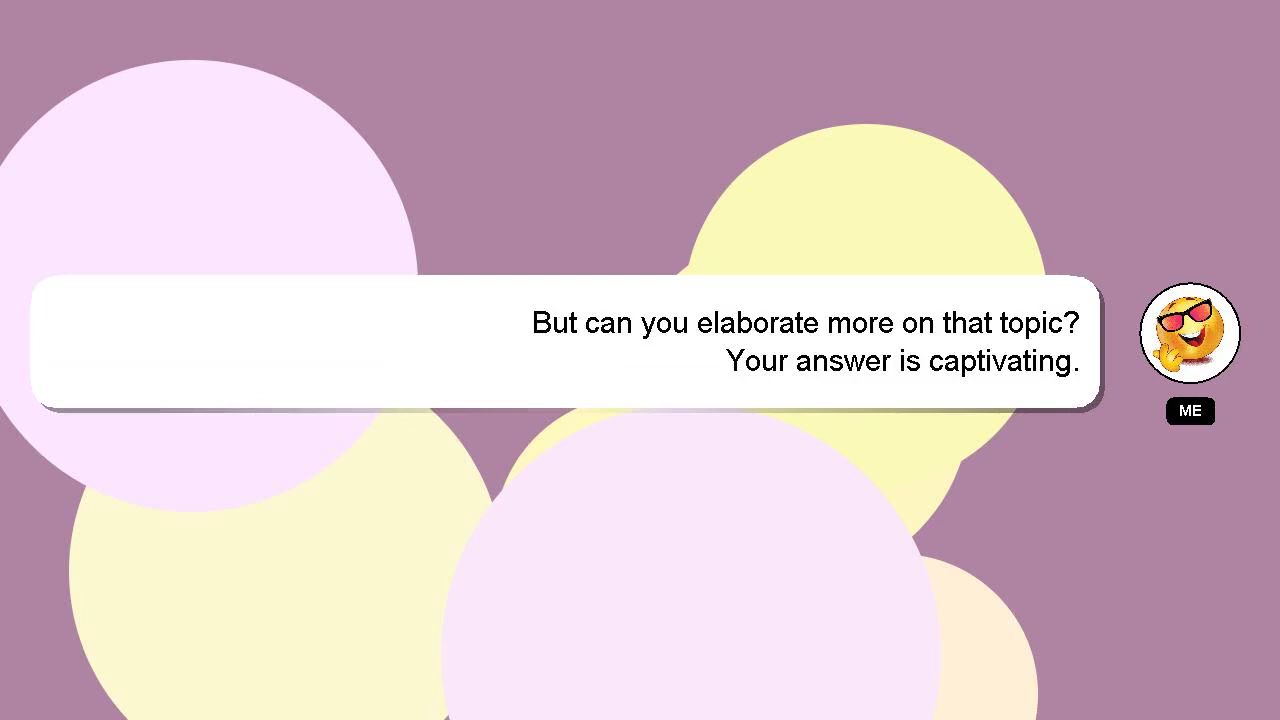 But can you elaborate more on that topic?
Your answer is captivating.
ME